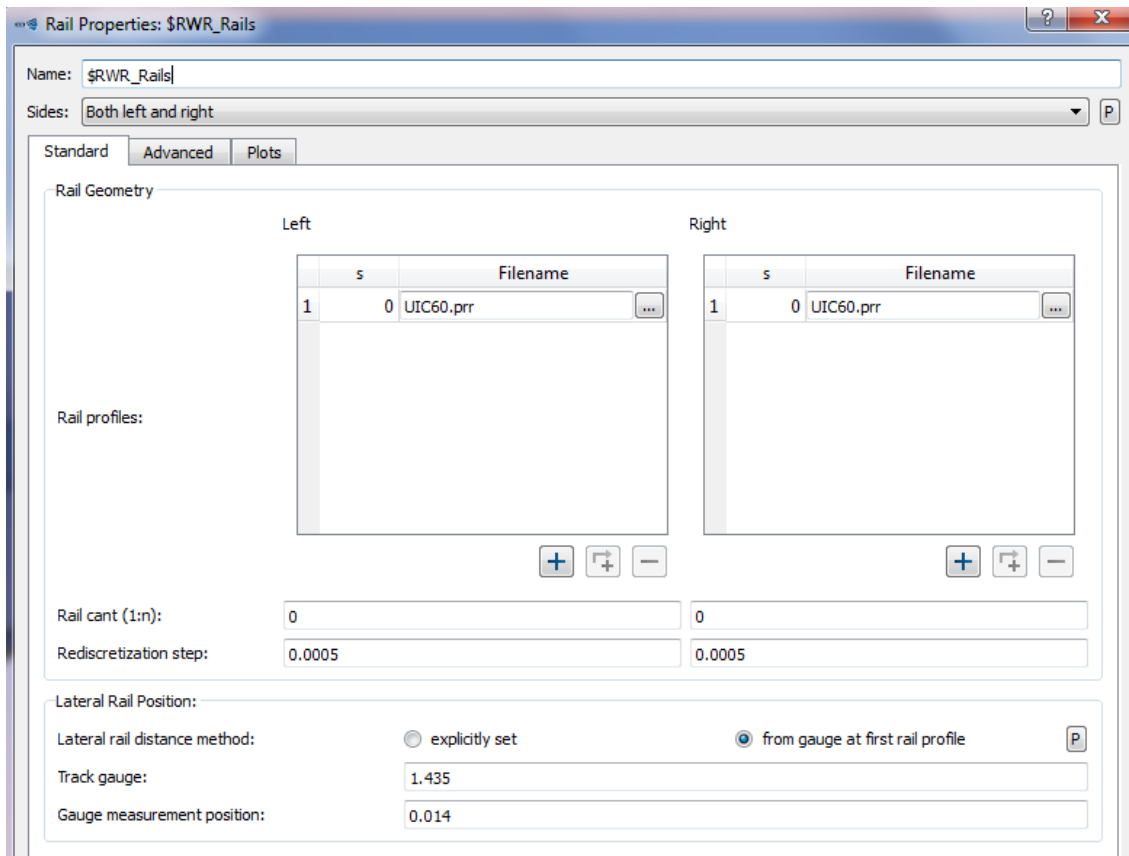 Rail Properties: $RWR_Rails ? X
Name: $RWR_Rails
Sides: Both left and right P
Standard Advanced Plots
Rail Geometry
Left Right
s Filename s Filename
1 0 UIC60.prr ... 1 0 UIC60.prr ...
Rail profiles:
Rail cant (1:n): 0 0
Rediscretization step: 0.0005 0.0005
Lateral Rail Position:
Lateral rail distance method: explicitly set from gauge at first rail profile P
Track gauge: 1.435
Gauge measurement position: 0.014